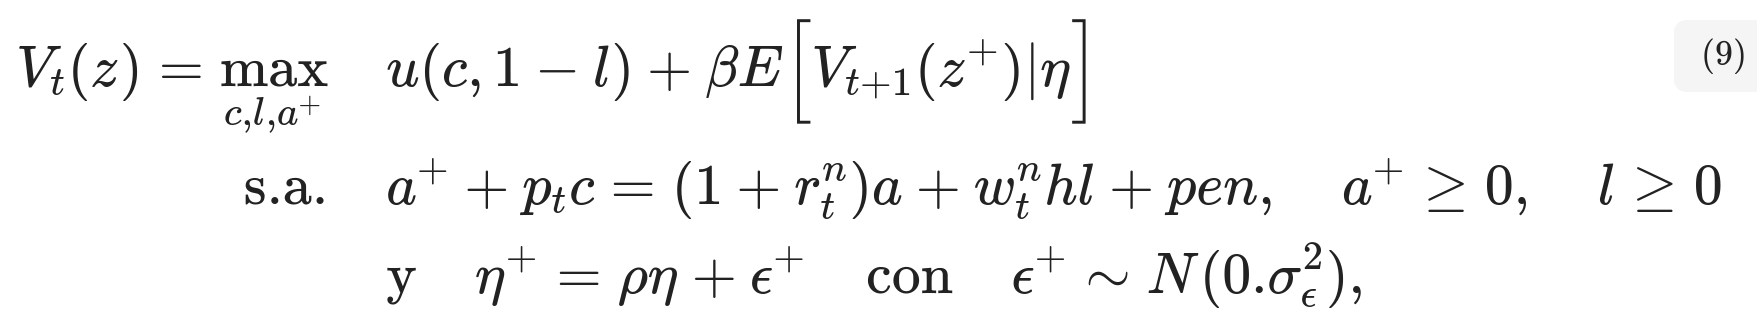 V_t(z) = max_{c,l,a^+} u(c, 1 − l) + βE[V_{t+1}(z^+)|η] (9)
s.a. a^+ + p_t c = (1 + r_t^n)a + w_t^n hl + pen, a^+ ≥ 0, l ≥ 0
y η^+ = ρη + ϵ^+ con ϵ^+ ∼ N(0.σ_ϵ^2),